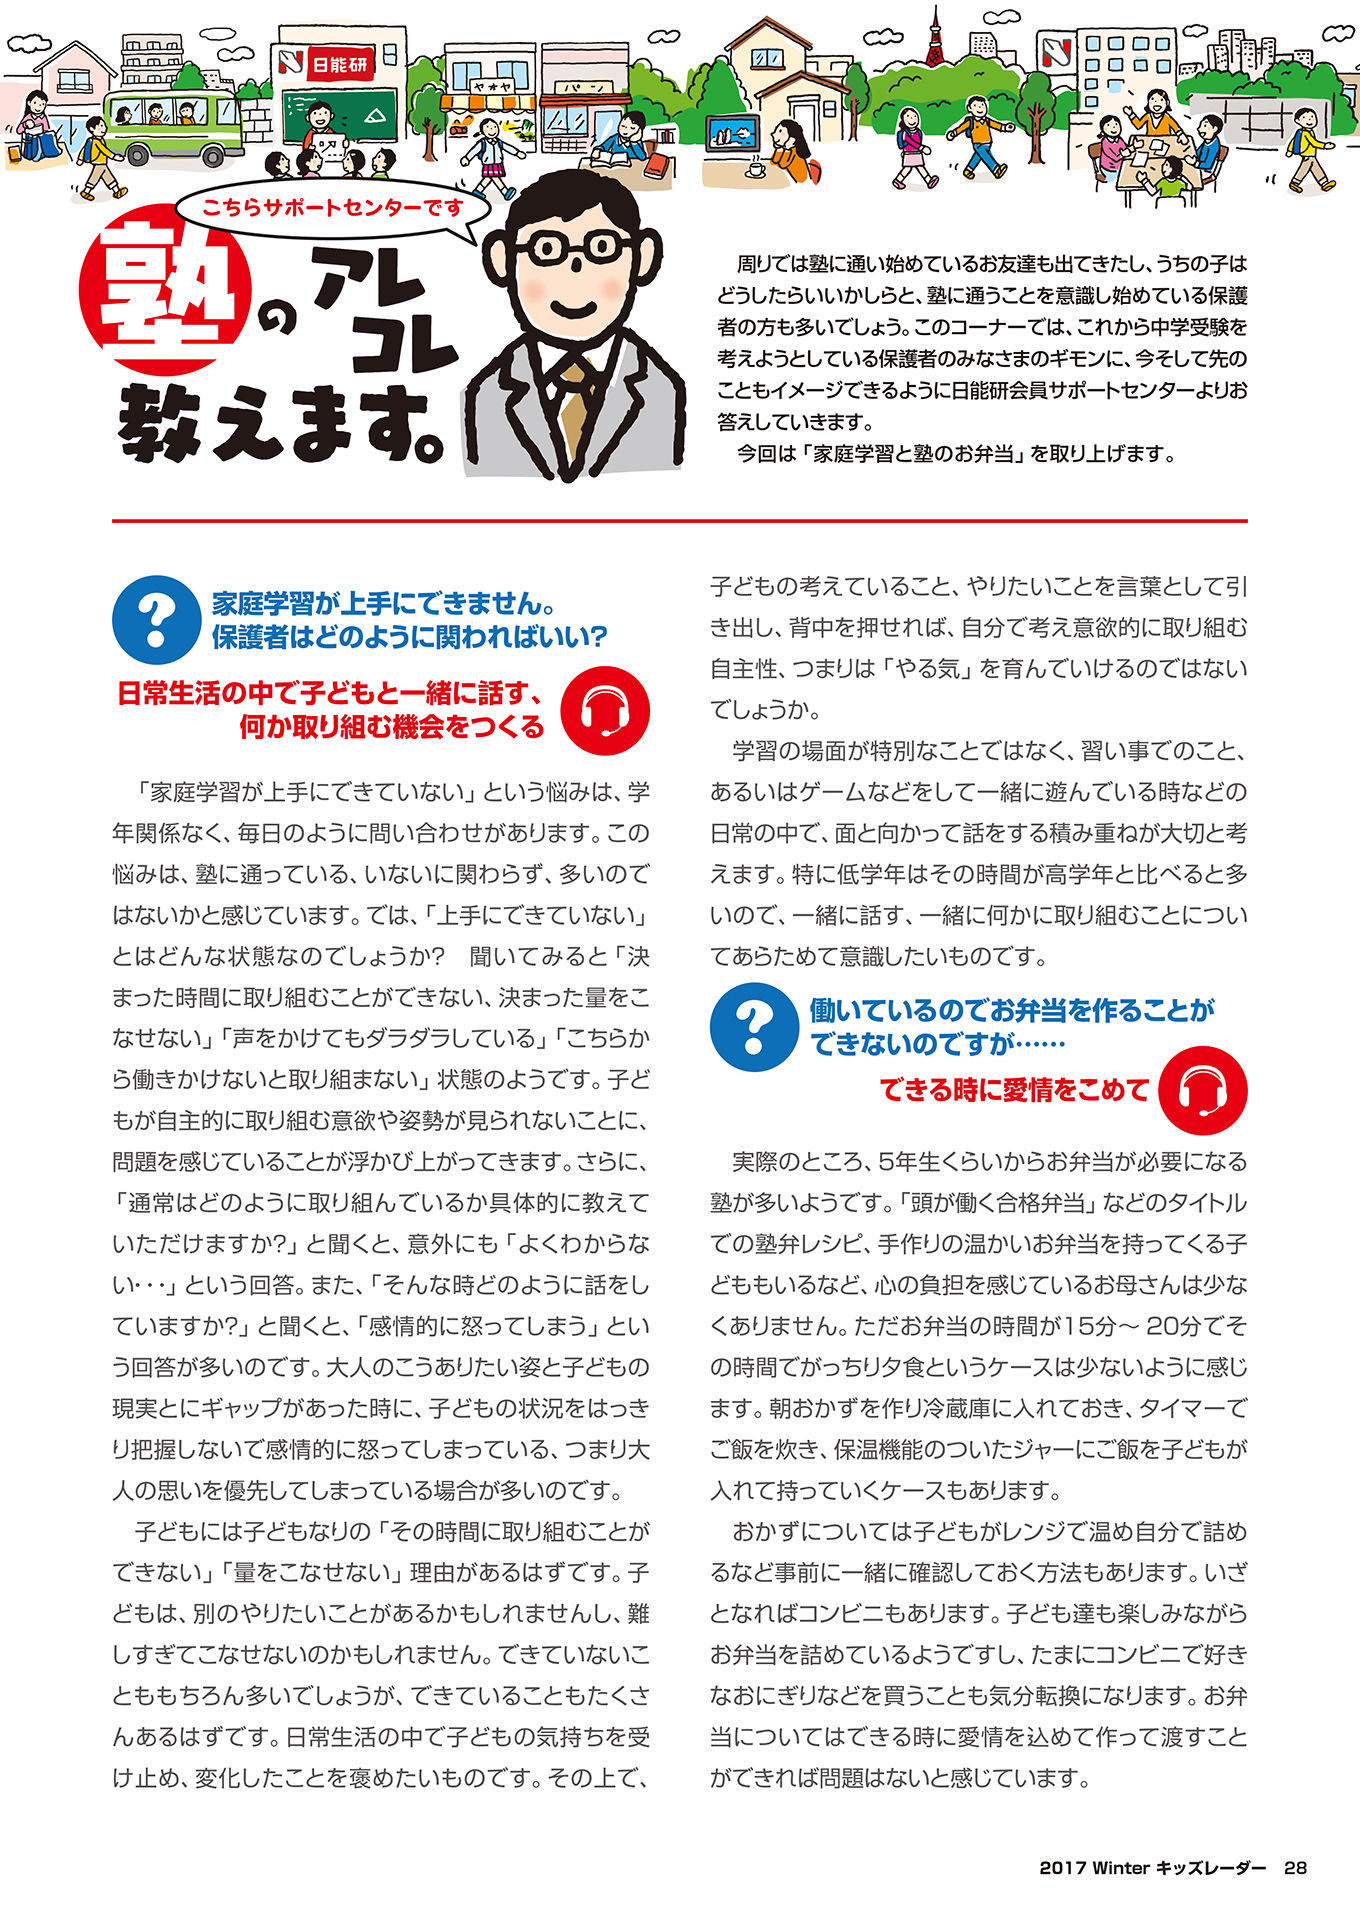 日能研
ヤオヤ
パン
こちらサポートセンターです
塾のアレ
コレ
教えます。
周りでは塾に通い始めているお友達も出てきたし、うちの子は
どうしたらいいかしらと、塾に通うことを意識し始めている保護
者の方も多いでしょう。このコーナーでは、これから中学受験を
考えようとしている保護者のみなさまのギモンに、今そして先の
こともイメージできるように日能研会員サポートセンターよりお
答えしていきます。
今回は「家庭学習と塾のお弁当」を取り上げます。
家庭学習が上手にできません。
保護者はどのように関わればいい?
日常生活の中で子どもと一緒に話す、
何か取り組む機会をつくる
「家庭学習が上手にできていない」という悩みは、学
年関係なく、毎日のように問い合わせがあります。この
悩みは、塾に通っている、いないに関わらず、多いので
はないかと感じています。では、「上手にできていない」
とはどんな状態なのでしょうか?　聞いてみると「決
まった時間に取り組むことができない、決まった量をこ
なせない」「声をかけてもダラダラしている」「こちらか
ら働きかけないと取り組まない」状態のようです。子ど
もが自主的に取り組む意欲や姿勢が見られないことに、
問題を感じていることが浮かび上がってきます。さらに、
「通常はどのように取り組んでいるか具体的に教えて
いただけますか?」と聞くと、意外にも「よくわからな
い・・・」という回答。また、「そんな時どのように話をし
ていますか?」と聞くと、「感情的に怒ってしまう」とい
う回答が多いのです。大人のこうありたい姿と子どもの
現実とにギャップがあった時に、子どもの状況をはっき
り把握しないで感情的に怒ってしまっている、つまり大
人の思いを優先してしまっている場合が多いのです。
子どもには子どもなりの「その時間に取り組むことが
できない」「量をこなせない」理由があるはずです。子
どもは、別のやりたいことがあるかもしれませんし、難
しすぎてこなせないのかもしれません。できていないこ
とももちろん多いでしょうが、できていることもたくさ
んあるはずです。日常生活の中で子どもの気持ちを受
け止め、変化したことを褒めたいものです。その上で、
子どもの考えていること、やりたいことを言葉として引
き出し、背中を押せれば、自分で考え意欲的に取り組む
自主性、つまりは「やる気」を育んでいけるのではない
でしょうか。
学習の場面が特別なことではなく、習い事でのこと、
あるいはゲームなどをして一緒に遊んでいる時などの
日常の中で、面と向かって話をする積み重ねが大切と考
えます。特に低学年はその時間が高学年と比べると多
いので、一緒に話す、一緒に何かに取り組むことについ
てあらためて意識したいものです。
働いているのでお弁当を作ることが
できないのですが……
できる時に愛情をこめて
実際のところ、5年生くらいからお弁当が必要になる
塾が多いようです。「頭が働く合格弁当」などのタイトル
での塾弁レシピ、手作りの温かいお弁当を持ってくる子
どももいるなど、心の負担を感じているお母さんは少な
くありません。ただお弁当の時間が15分～20分でそ
の時間でがっちり夕食というケースは少ないように感じ
ます。朝おかずを作り冷蔵庫に入れておき、タイマーで
ご飯を炊き、保温機能のついたジャーにご飯を子どもが
入れて持っていくケースもあります。
おかずについては子どもがレンジで温め自分で詰め
るなど事前に一緒に確認しておく方法もあります。いざ
となればコンビニもあります。子ども達も楽しみながら
お弁当を詰めているようですし、たまにコンビニで好き
なおにぎりなどを買うことも気分転換になります。お弁
当についてはできる時に愛情を込めて作って渡すこと
ができれば問題はないと感じています。
2017 Winter キッズレーダー　28